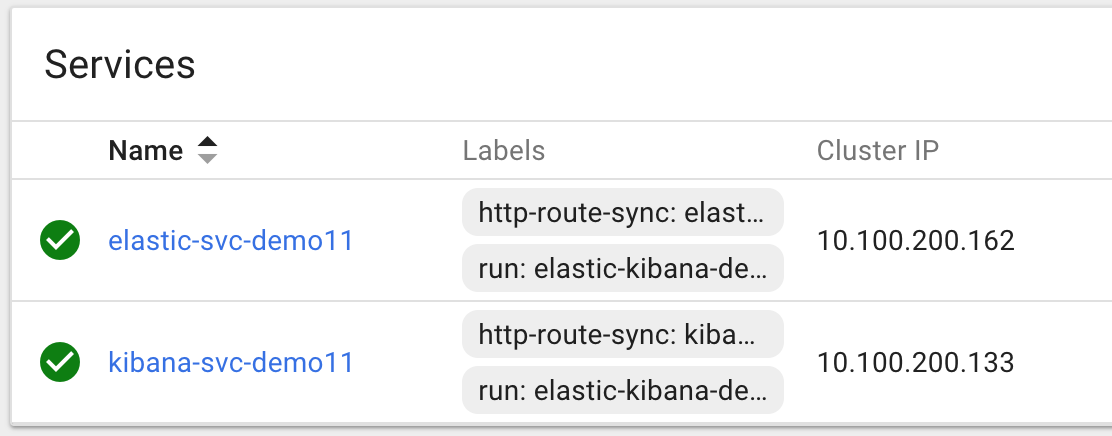 Services
Name Labels Cluster IP
http-route-sync: elast...
elastic-svc-demo11 10.100.200.162
run: elastic-kibana-de...
http-route-sync: kiba...
kibana-svc-demo11 10.100.200.133
run: elastic-kibana-de...